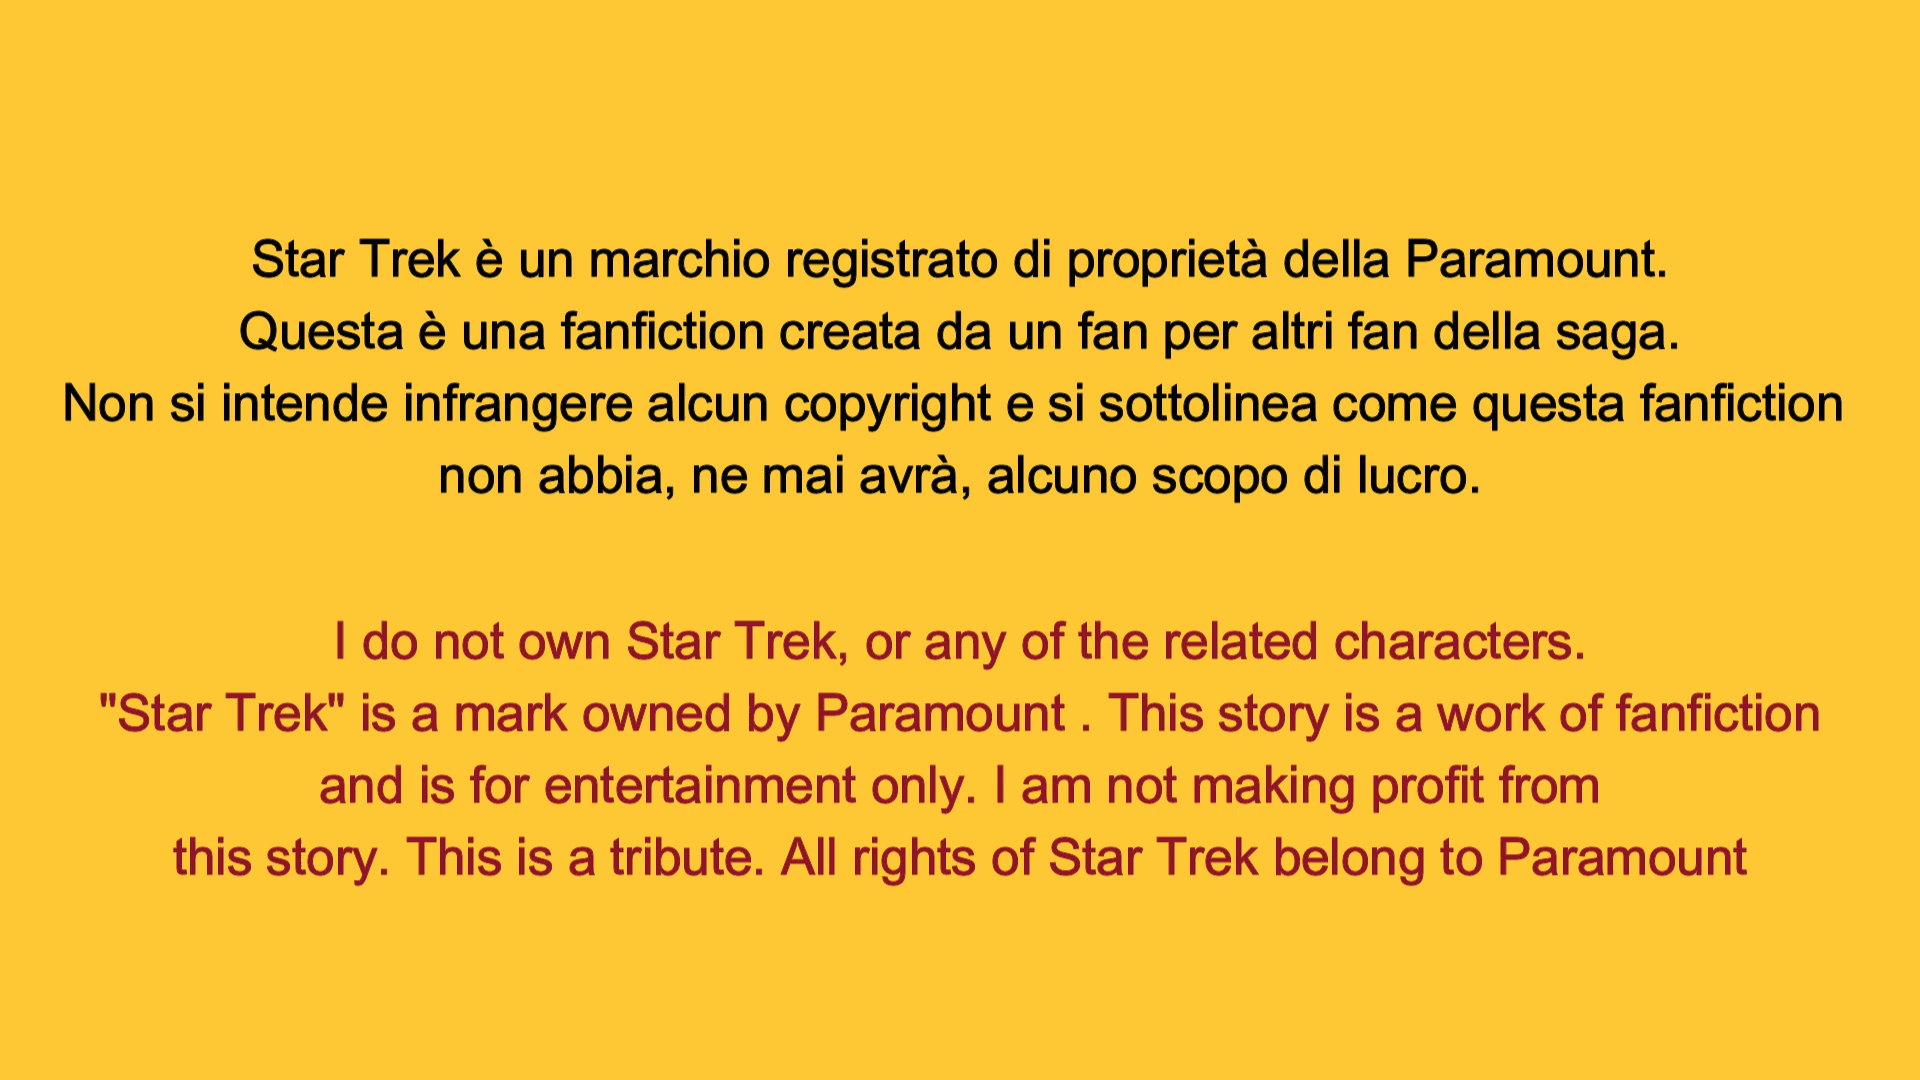 Star Trek è un marchio registrato di proprietà della Paramount.
Questa è una fanfiction creata da un fan per altri fan della saga.
Non si intende infrangere alcun copyright e si sottolinea come questa fanfiction
non abbia, ne mai avrà, alcuno scopo di lucro.
I do not own Star Trek, or any of the related characters.
"Star Trek" is a mark owned by Paramount . This story is a work of fanfiction
and is for entertainment only. I am not making profit from
this story. This is a tribute. All rights of Star Trek belong to Paramount